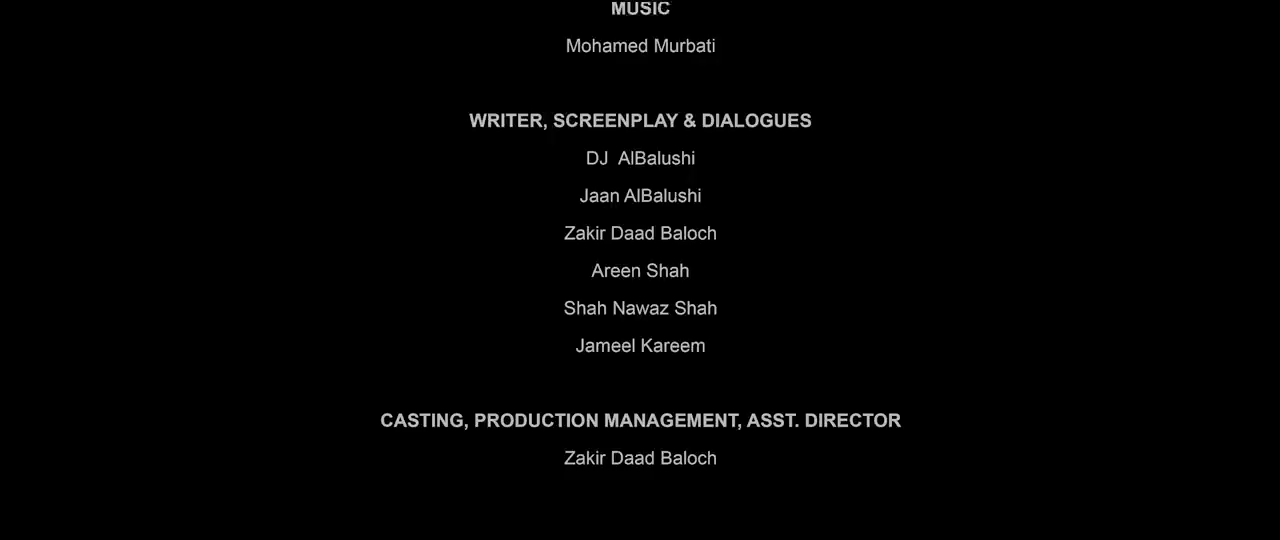 MUSIC
Mohamed Murbati
WRITER, SCREENPLAY & DIALOGUES
DJ  AlBalushi
Jaan AlBalushi
Zakir Daad Baloch
Areen Shah
Shah Nawaz Shah
Jameel Kareem
CASTING, PRODUCTION MANAGEMENT, ASST. DIRECTOR
Zakir Daad Baloch